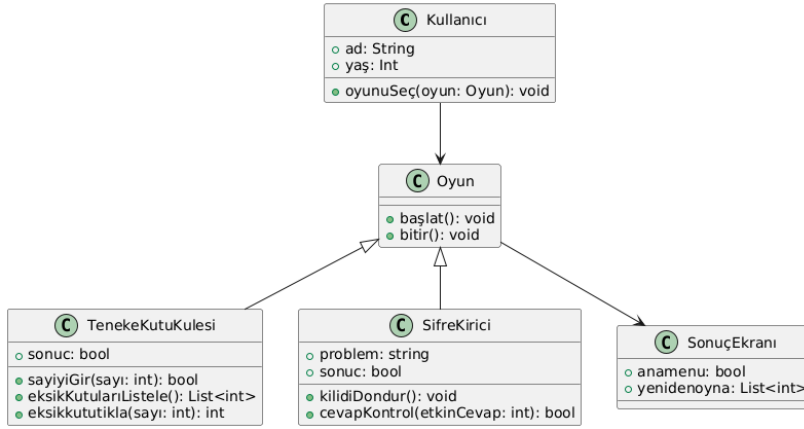 C Kullanıcı
ad: String
yaş: Int
oyunuSeç(oyun: Oyun): void
C Oyun
başlat(): void
bitir(): void
C TenekeKutuKulesi
sonuc: bool
sayiyiGir(sayı: int): bool
eksikKutularıListele(): List<int>
eksikkututikla(sayı: int): int
C SifreKirici
problem: string
sonuc: bool
kilidiDondur(): void
cevapKontrol(etkinCevap: int): bool
C SonuçEkranı
anamenu: bool
yenidenoyna: List<int>